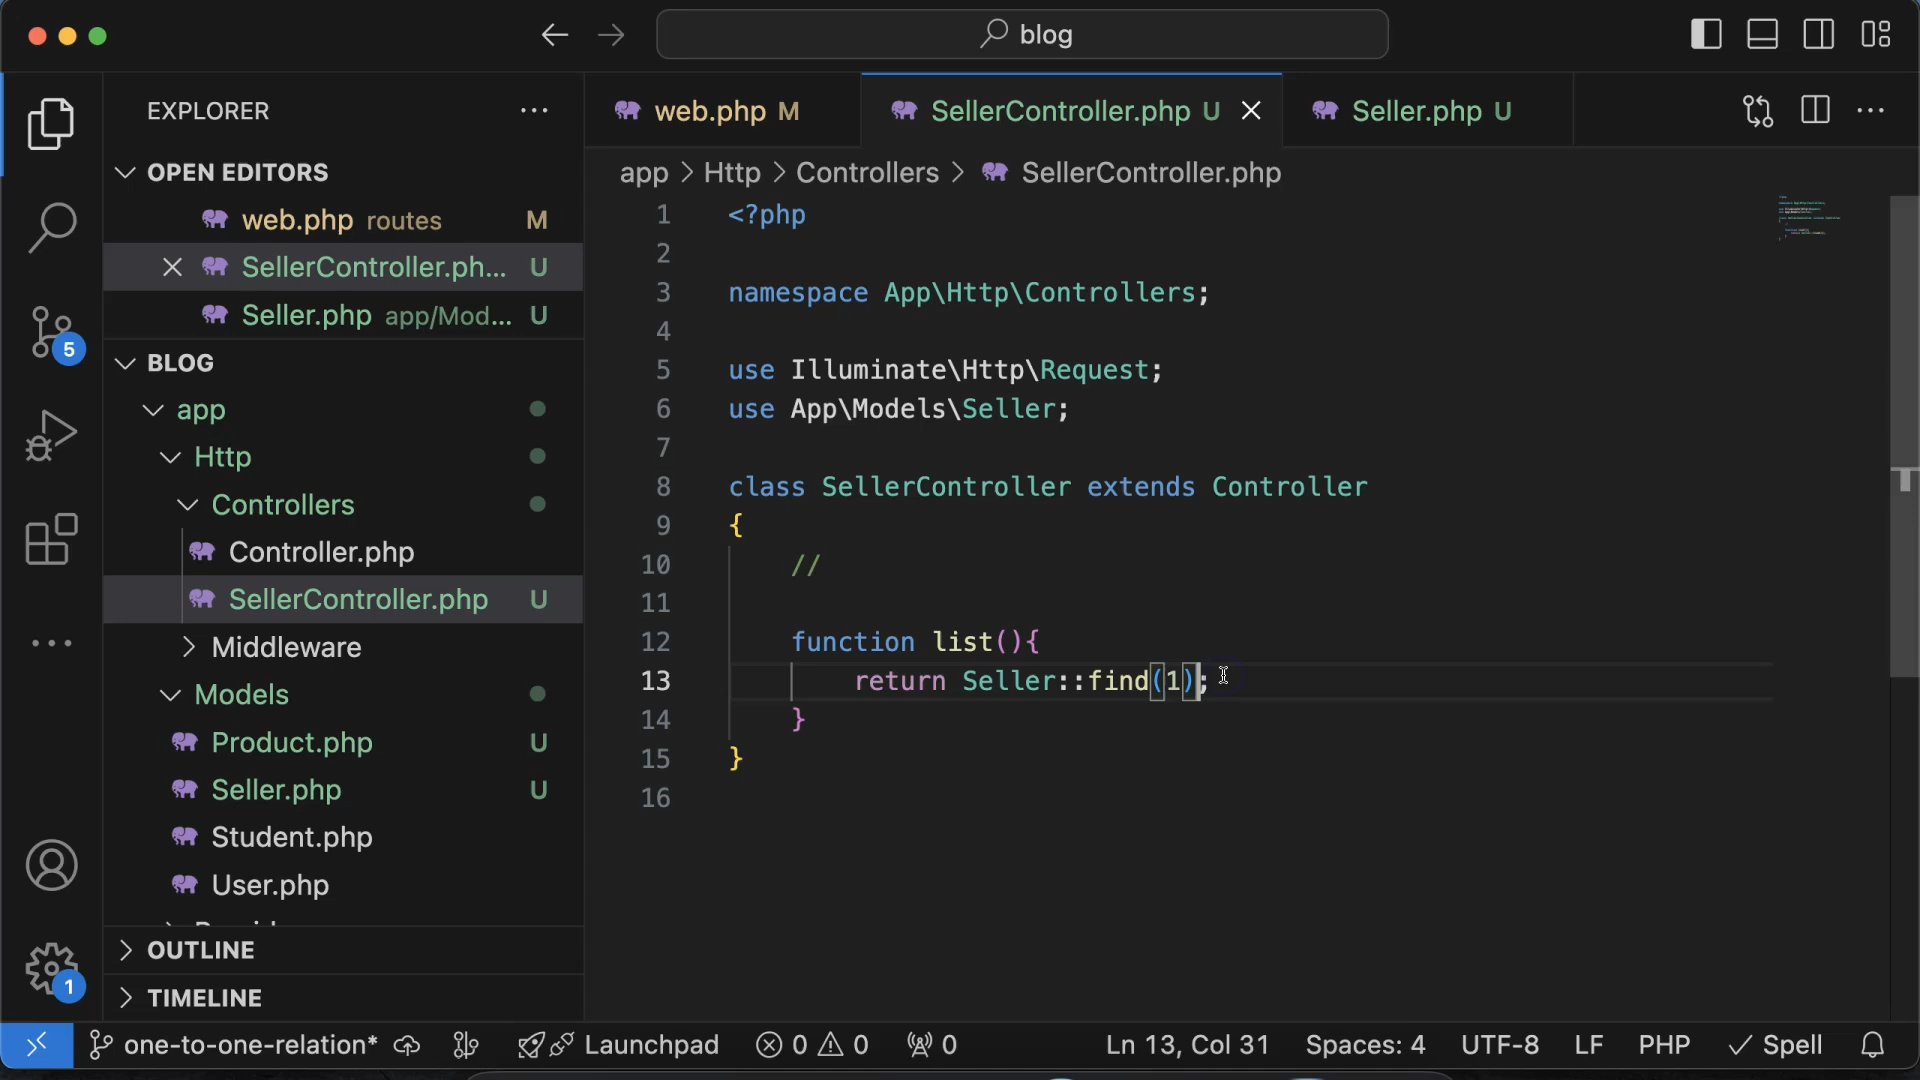 blog
EXPLORER
web.php M
SellerController.php U
Seller.php U
OPEN EDITORS
app > Http > Controllers > SellerController.php
web.php routes M
SellerController.ph... U
Seller.php app/Mod... U
BLOG
app
Http
Controllers
Controller.php
SellerController.php U
Middleware
Models
Product.php U
Seller.php U
Student.php
User.php
OUTLINE
TIMELINE
5
1
1 <?php
2
3 namespace App\Http\Controllers;
4
5 use Illuminate\Http\Request;
6 use App\Models\Seller;
7
8 class SellerController extends Controller
9 {
10 //
11
12 function list(){
13 return Seller::find(1);
14 }
15 }
16
one-to-one-relation* Launchpad 0 0 0 Ln 13, Col 31 Spaces: 4 UTF-8 LF PHP Spell